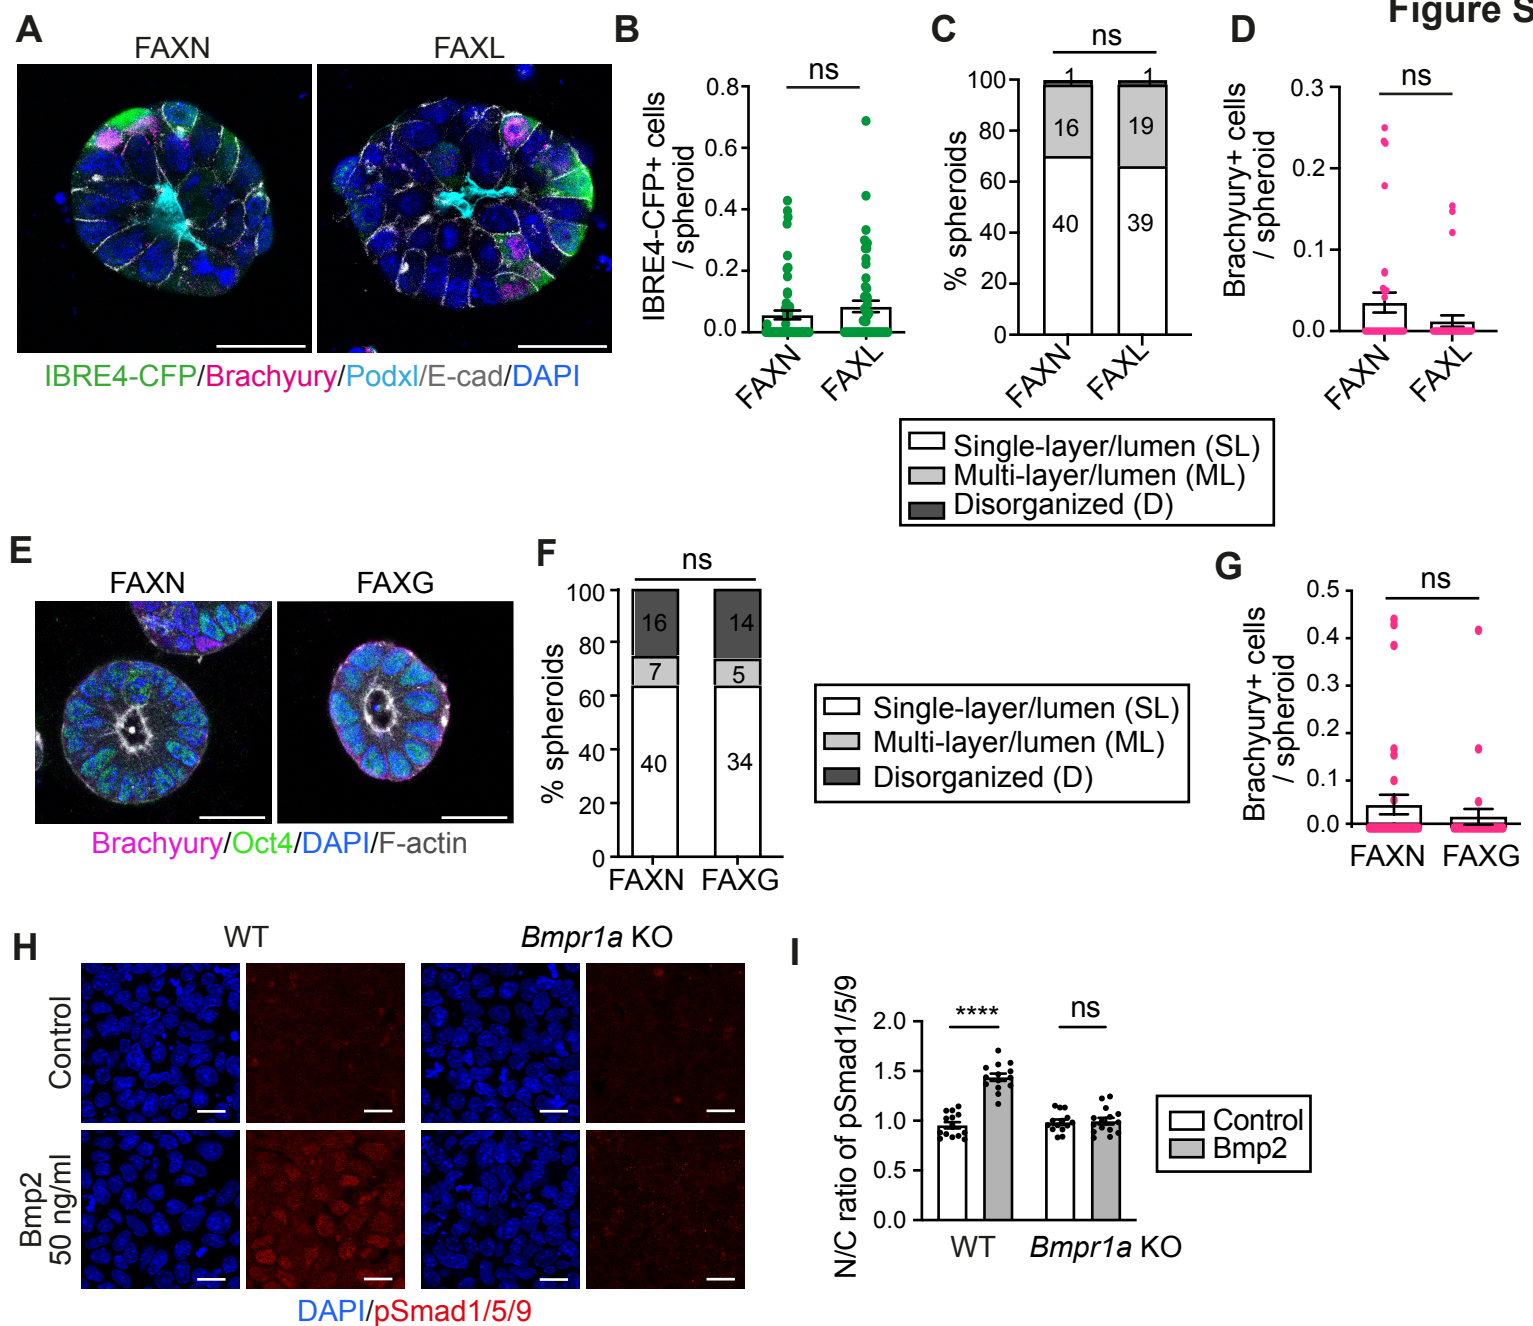 Figure S
A
FAXN
FAXL
IBRE4-CFP/Brachyury/Podxl/E-cad/DAPI
B
ns
IBRE4-CFP+ cells
/ spheroid
0.8
0.6
0.4
0.2
0.0
FAXN
FAXL
C
ns
% spheroids
100
80
60
40
20
0
1
1
16
19
40
39
FAXN
FAXL
D
ns
Brachyury+ cells
/ spheroid
0.3
0.2
0.1
0.0
FAXN
FAXL
Single-layer/lumen (SL)
Multi-layer/lumen (ML)
Disorganized (D)
E
FAXN
FAXG
Brachyury/Oct4/DAPI/F-actin
F
ns
% spheroids
100
80
60
40
20
0
16
14
7
5
40
34
FAXN
FAXG
Single-layer/lumen (SL)
Multi-layer/lumen (ML)
Disorganized (D)
G
ns
Brachyury+ cells
/ spheroid
0.5
0.4
0.3
0.2
0.1
0.0
FAXN
FAXG
H
WT
Bmpr1a KO
Control
Bmp2
50 ng/ml
DAPI/pSmad1/5/9
I
N/C ratio of pSmad1/5/9
2.0
1.5
1.0
0.5
0.0
****
ns
WT
Bmpr1a KO
Control
Bmp2